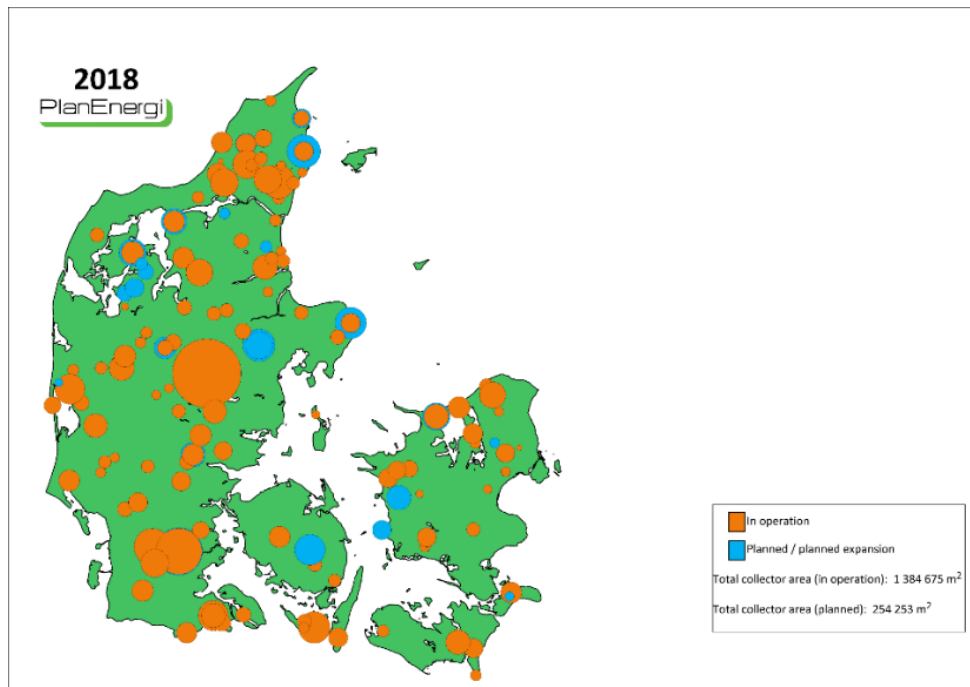 2018
PlanEnergi
In operation
Planned / planned expansion
Total collector area (in operation): 1 384 675 m²
Total collector area (planned): 254 253 m²